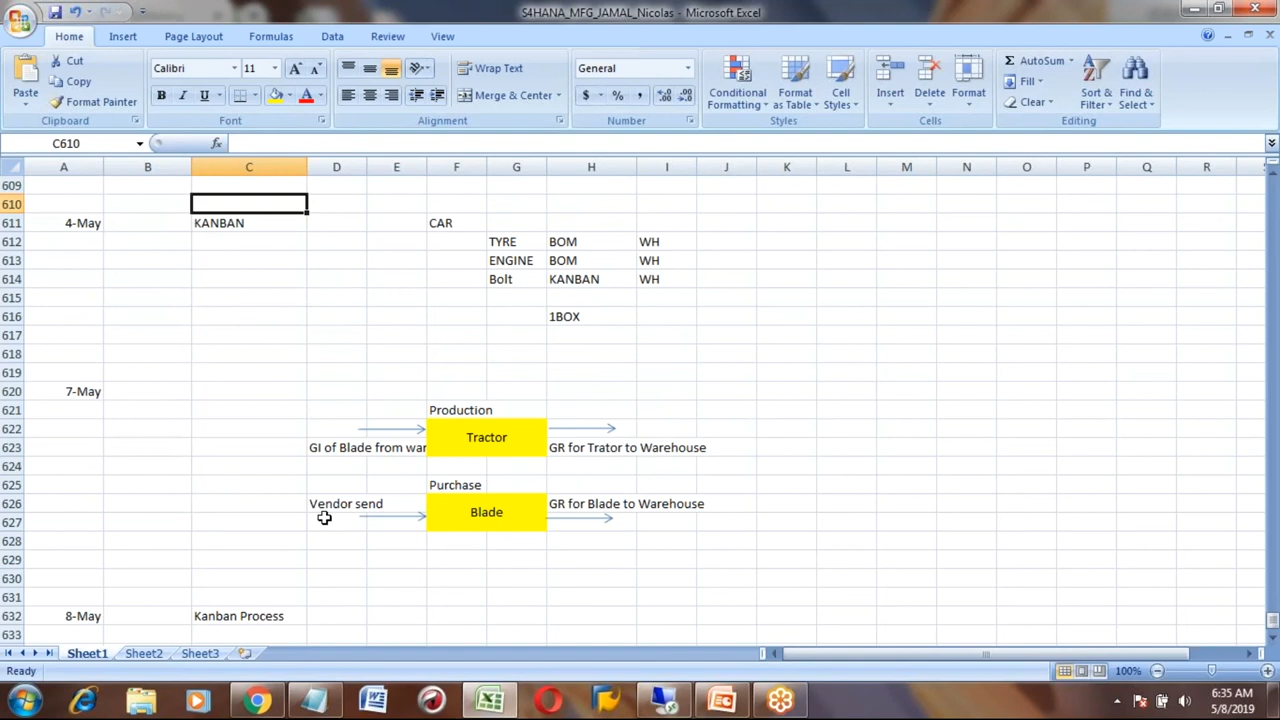 S4HANA_MFG_JAMAL_Nicolas - Microsoft Excel
Home Insert Page Layout Formulas Data Review View
Paste Cut Copy Format Painter
Clipboard
Calibri 11
B I U A
Font
Wrap Text
Merge & Center
Alignment
General
$ % ,
Number
Conditional Formatting Format as Table Cell Styles
Styles
Insert Delete Format
Cells
Σ AutoSum Fill Clear Sort & Filter Find & Select
Editing
C610 fx
A B C D E F G H I J K L M N O P Q R
609
610
611 4-May KANBAN CAR
612 TYRE BOM WH
613 ENGINE BOM WH
614 Bolt KANBAN WH
615
616 1BOX
617
618
619
620 7-May
621 Production
622 Tractor
623 GI of Blade from war GR for Trator to Warehouse
624
625 Purchase
626 Vendor send Blade GR for Blade to Warehouse
627
628
629
630
631
632 8-May Kanban Process
633
Sheet1 Sheet2 Sheet3
Ready 100%
6:35 AM
5/8/2019